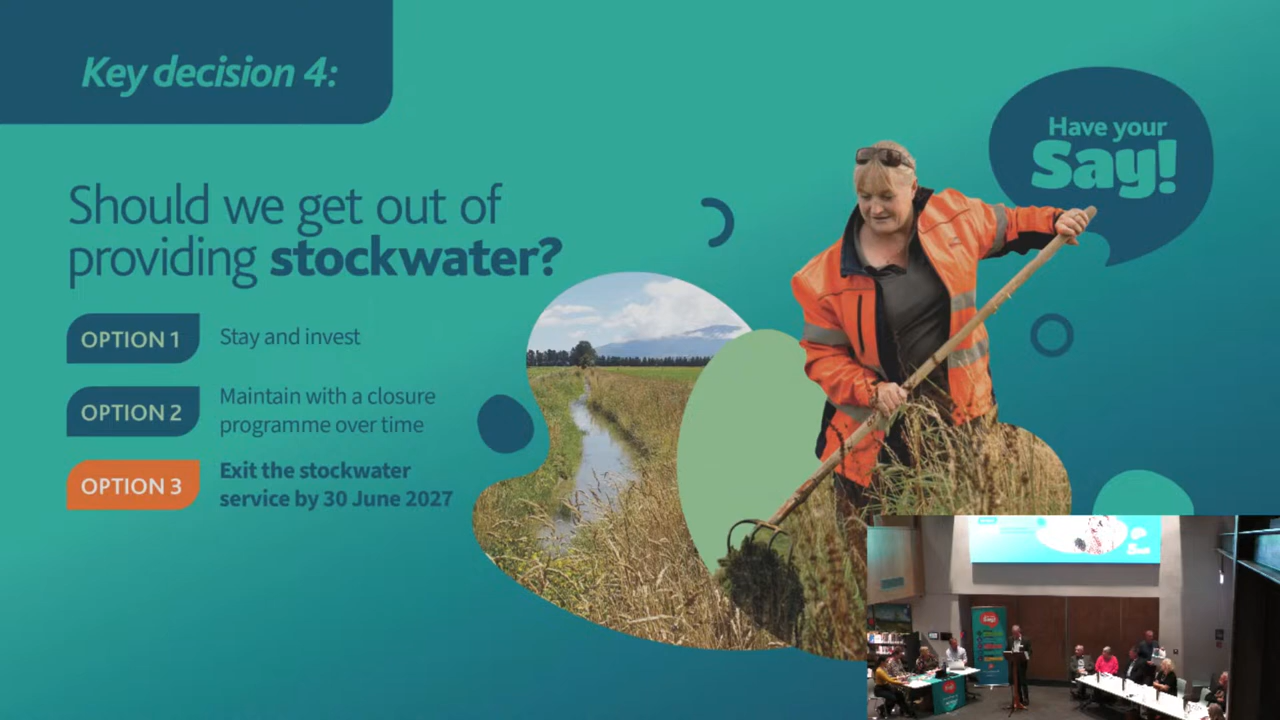 Key decision 4:
Have your
Say!
Should we get out of
providing stockwater?
OPTION 1
Stay and invest
OPTION 2
Maintain with a closure
programme over time
OPTION 3
Exit the stockwater
service by 30 June 2027